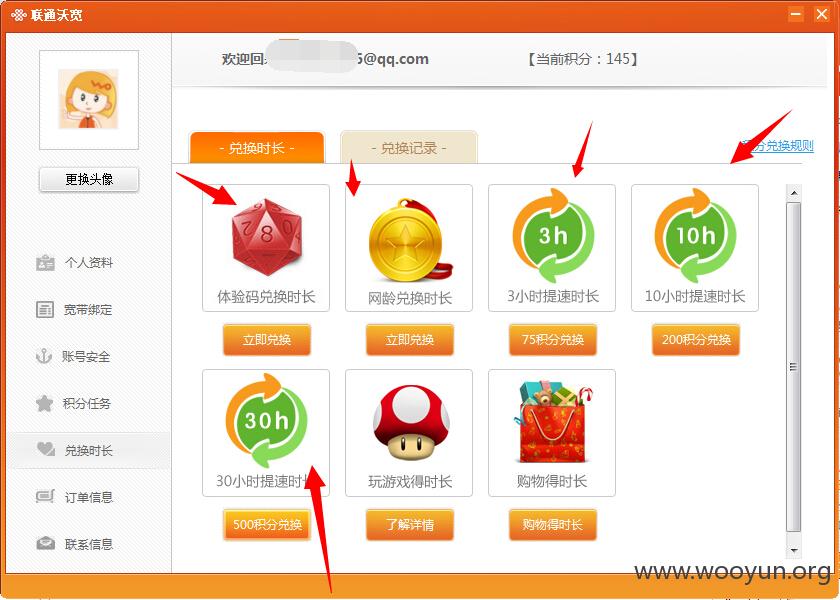 联通沃宽
欢迎回 5@qq.com 【当前积分：145】
更换头像
- 兑换时长 -
- 兑换记录 -
分兑换规则
个人资料
宽带绑定
账号安全
积分任务
兑换时长
订单信息
联系信息
8
体验码兑换时长
立即兑换
网龄兑换时长
立即兑换
3h
3小时提速时长
75积分兑换
10h
10小时提速时长
200积分兑换
30h
30小时提速时长
500积分兑换
玩游戏得时长
了解详情
购物得时长
购物得时长
www.wooyun.org